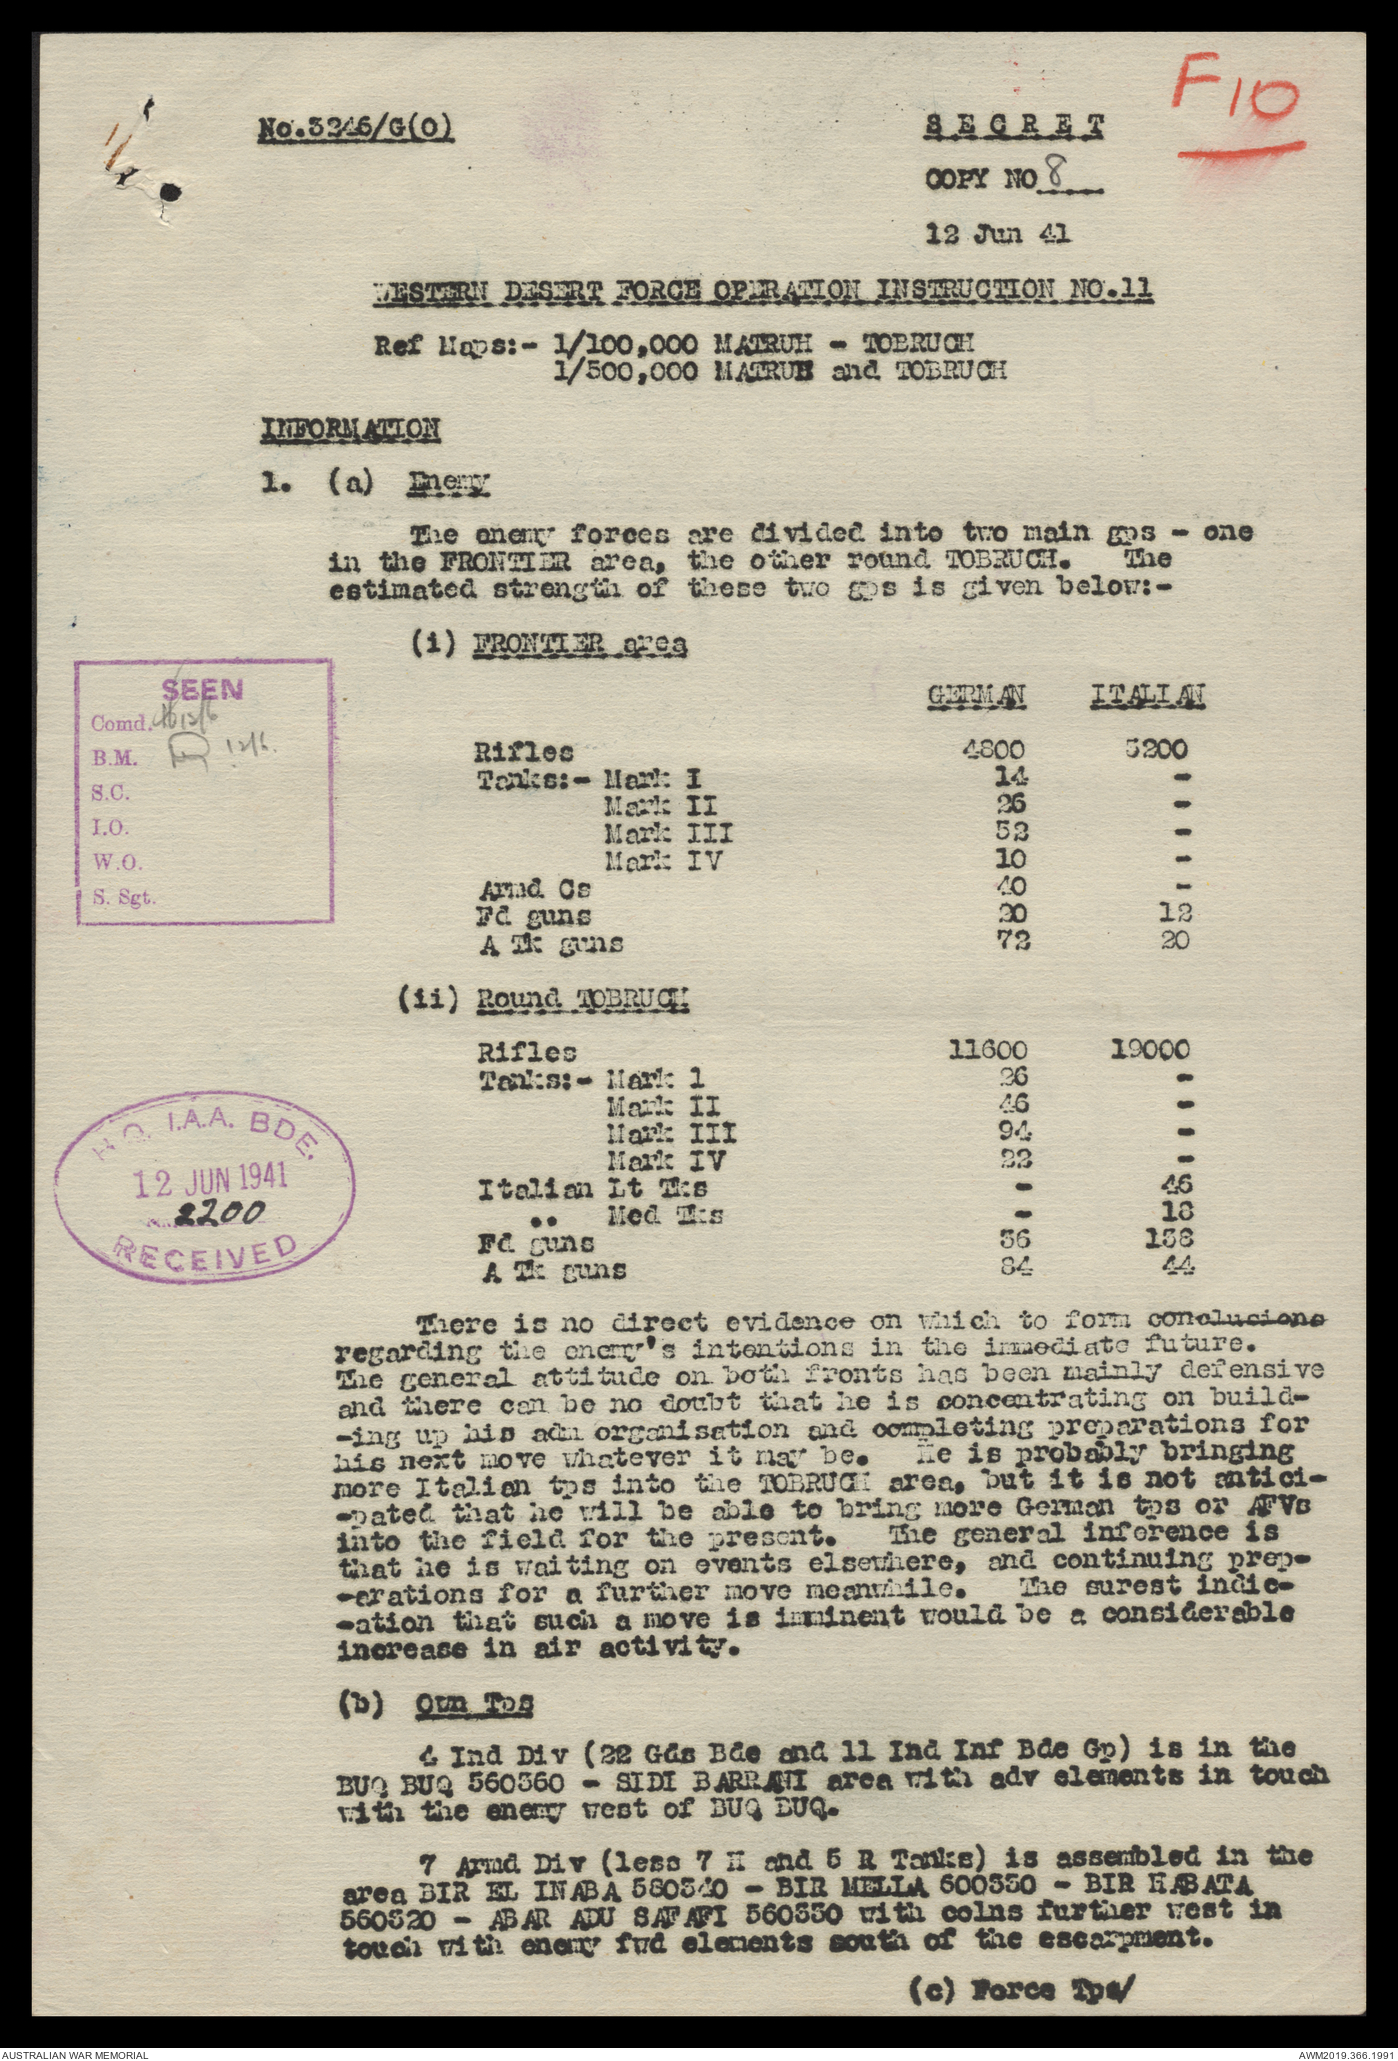 F10
No.3246/G(O)
SECRET
COPY NO 8
12 Jun 41
WESTERN DESERT FORCE OPERATION INSTRUCTION NO.11
Ref Maps:- 1/100,000 MATRUH - TOBRUCH
1/500,000 MATRUH and TOBRUCH
INFORMATION
1. (a) Enemy
The enemy forces are divided into two main gps - one
in the FRONTIER area, the other round TOBRUCH. The
estimated strength of these two gps is given below:-
(i) FRONTIER area
GERMAN ITALIAN
Rifles 4800 5200
Tanks:- Mark I 14 -
Mark II 26 -
Mark III 52 -
Mark IV 10 -
Armd Cs 40 -
Fd guns 20 12
A Tk guns 72 20
SEEN
Comd. 12/6
B.M. 12/6.
S.C.
I.O.
W.O.
S. Sgt.
(ii) Round TOBRUCH
Rifles 11600 19000
Tanks:- Mark 1 26 -
Mark II 46 -
Mark III 94 -
Mark IV 22 -
Italian Lt Tks - 46
.. Med Tks - 18
Fd guns 36 138
A Tk guns 84 44
H.Q. I.A.A. BDE.
12 JUN 1941
2200
RECEIVED
There is no direct evidence on which to form conclusions
regarding the enemy's intentions in the immediate future.
The general attitude on both fronts has been mainly defensive
and there can be no doubt that he is concentrating on build-
-ing up his adm organisation and completing preparations for
his next move whatever it may be. He is probably bringing
more Italian tps into the TOBRUCH area, but it is not antici-
-pated that he will be able to bring more German tps or AFVs
into the field for the present. The general inference is
that he is waiting on events elsewhere, and continuing prep-
-arations for a further move meanwhile. The surest indic-
-ation that such a move is imminent would be a considerable
increase in air activity.
(b) Own Tps
4 Ind Div (22 Gds Bde and 11 Ind Inf Bde Gp) is in the
BUQ BUQ 560360 - SIDI BARRANI area with adv elements in touch
with the enemy west of BUQ BUQ.
7 Armd Div (less 7 H and 5 R Tanks) is assembled in the
area BIR EL INABA 580340 - BIR MELLA 600330 - BIR HABATA
560320 - ABAR ADU SAFAFI 560330 with colns further west in
touch with enemy fwd elements south of the escarpment.
(c) Force Tps/
AUSTRALIAN WAR MEMORIAL
AWM2019.366.1991